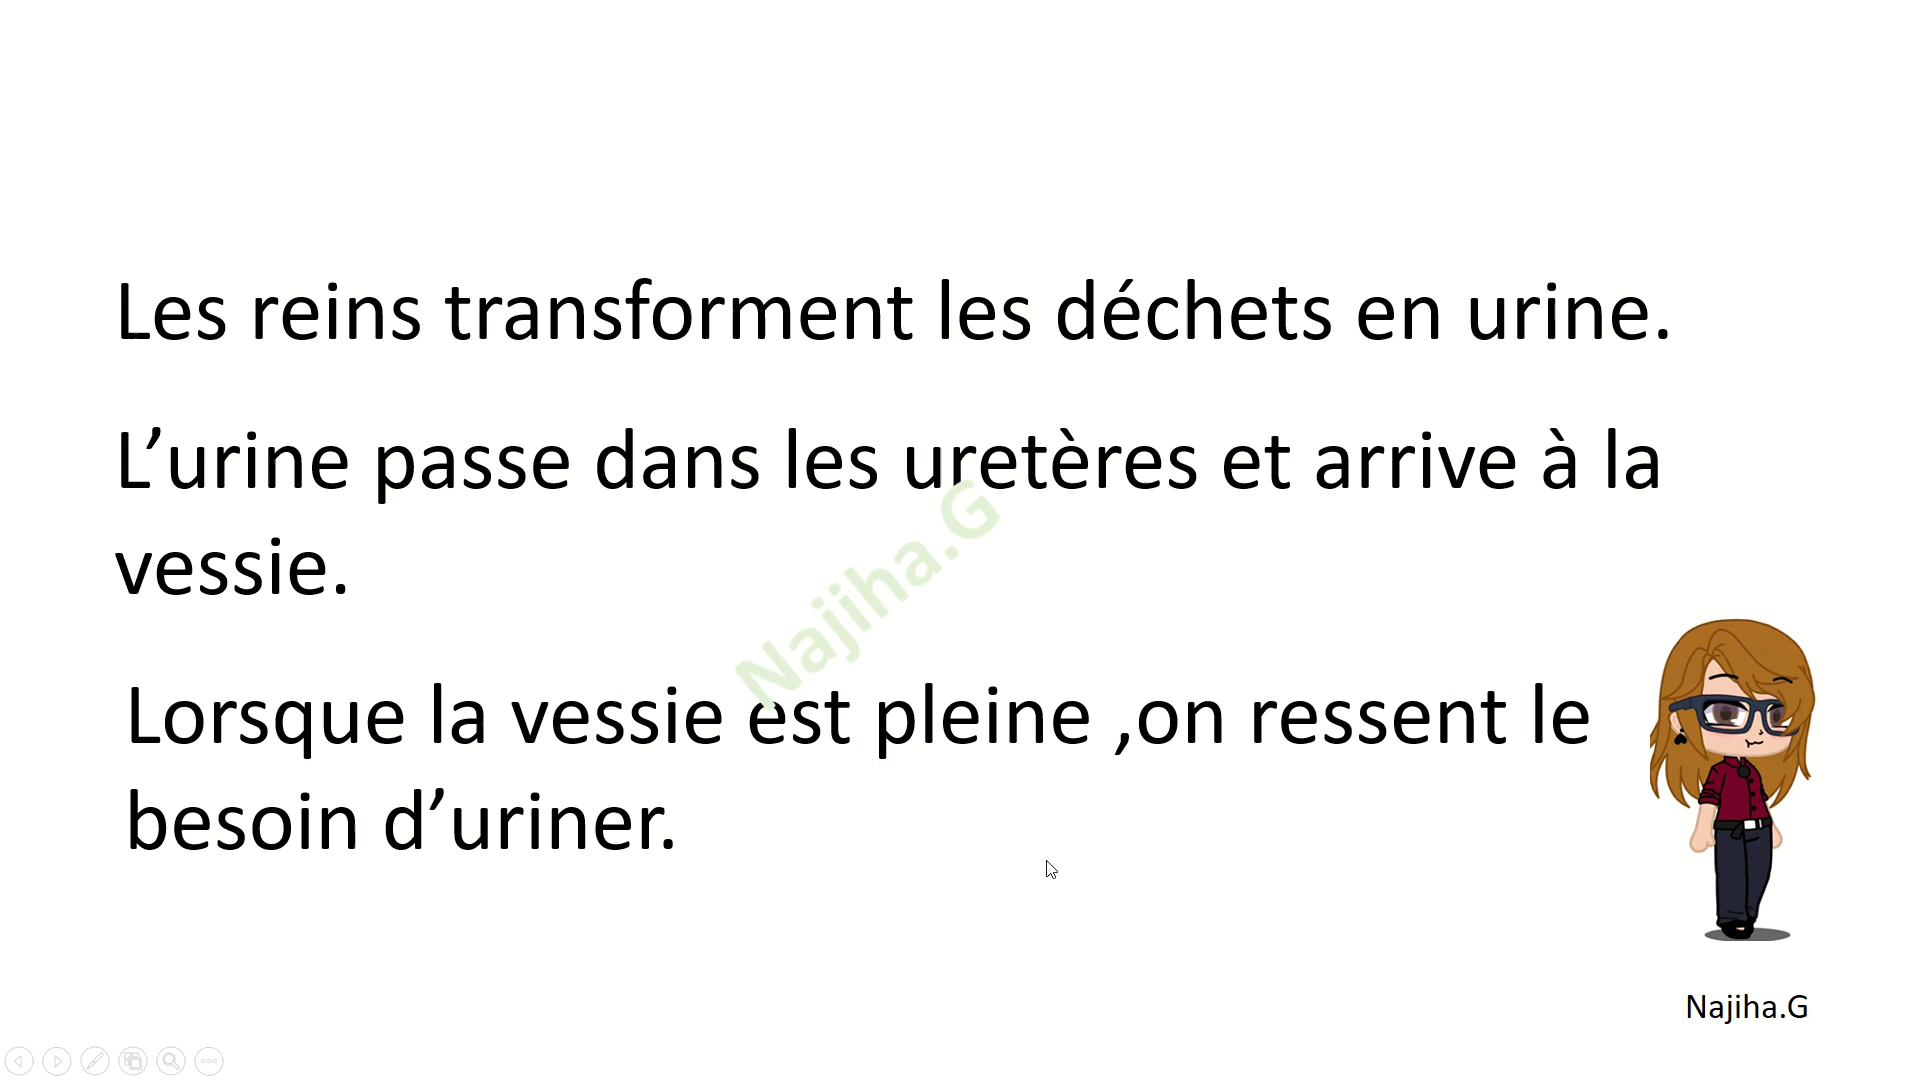 Les reins transforment les déchets en urine.
L’urine passe dans les uretères et arrive à la
vessie.
Lorsque la vessie est pleine ,on ressent le
besoin d’uriner.
Najiha.G
Najiha.G